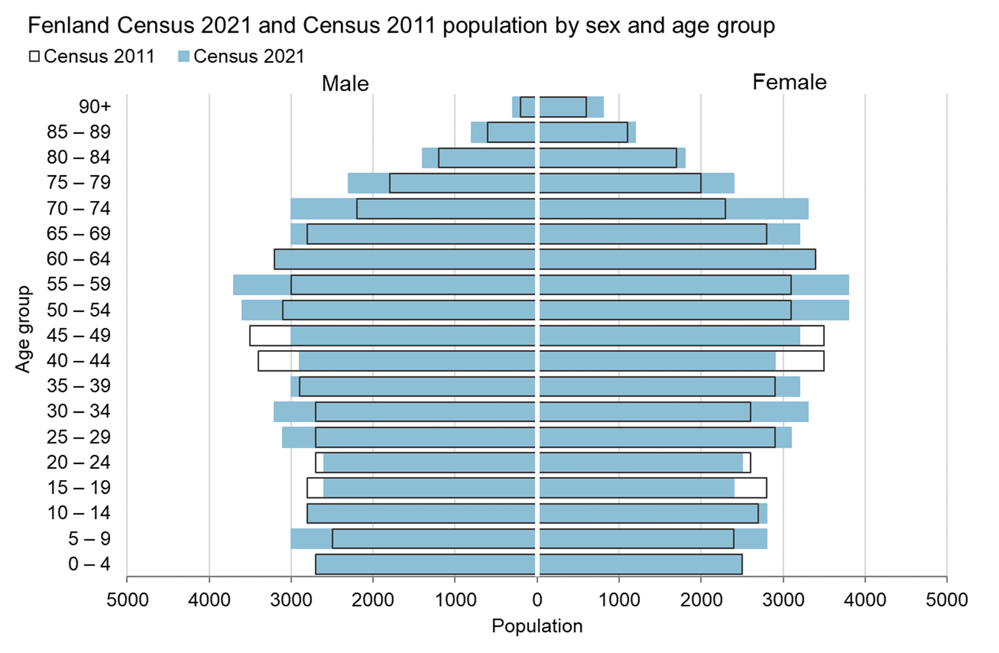 Fenland Census 2021 and Census 2011 population by sex and age group
Census 2011 Census 2021
Male Female
90+
85 – 89
80 – 84
75 – 79
70 – 74
65 – 69
60 – 64
55 – 59
50 – 54
45 – 49
40 – 44
35 – 39
30 – 34
25 – 29
20 – 24
15 – 19
10 – 14
5 – 9
0 – 4
Age group
5000 4000 3000 2000 1000 0 1000 2000 3000 4000 5000
Population